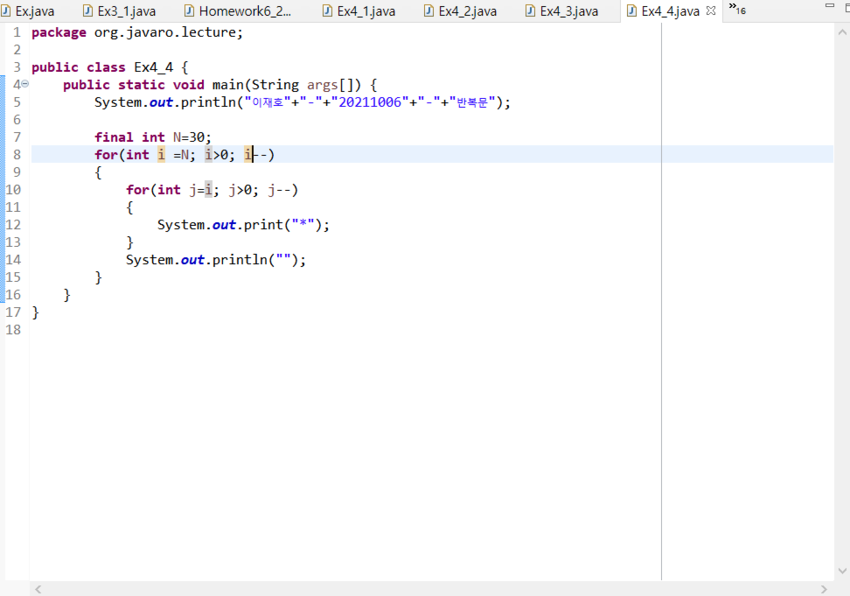 Ex.java Ex3_1.java Homework6_2... Ex4_1.java Ex4_2.java Ex4_3.java Ex4_4.java »16
1 package org.javaro.lecture;
2
3 public class Ex4_4 {
4 public static void main(String args[]) {
5 System.out.println("이재호"+"-"+"20211006"+"-"+"반복문");
6
7 final int N=30;
8 for(int i =N; i>0; i--)
9 {
10 for(int j=i; j>0; j--)
11 {
12 System.out.print("*");
13 }
14 System.out.println("");
15 }
16 }
17 }
18